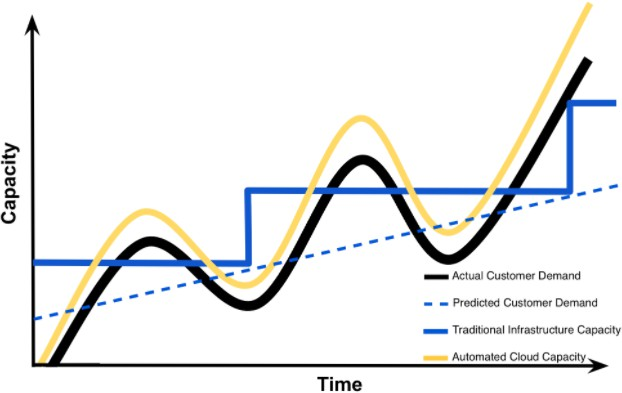 Capacity
Actual Customer Demand
Predicted Customer Demand
Traditional Infrastructure Capacity
Automated Cloud Capacity
Time